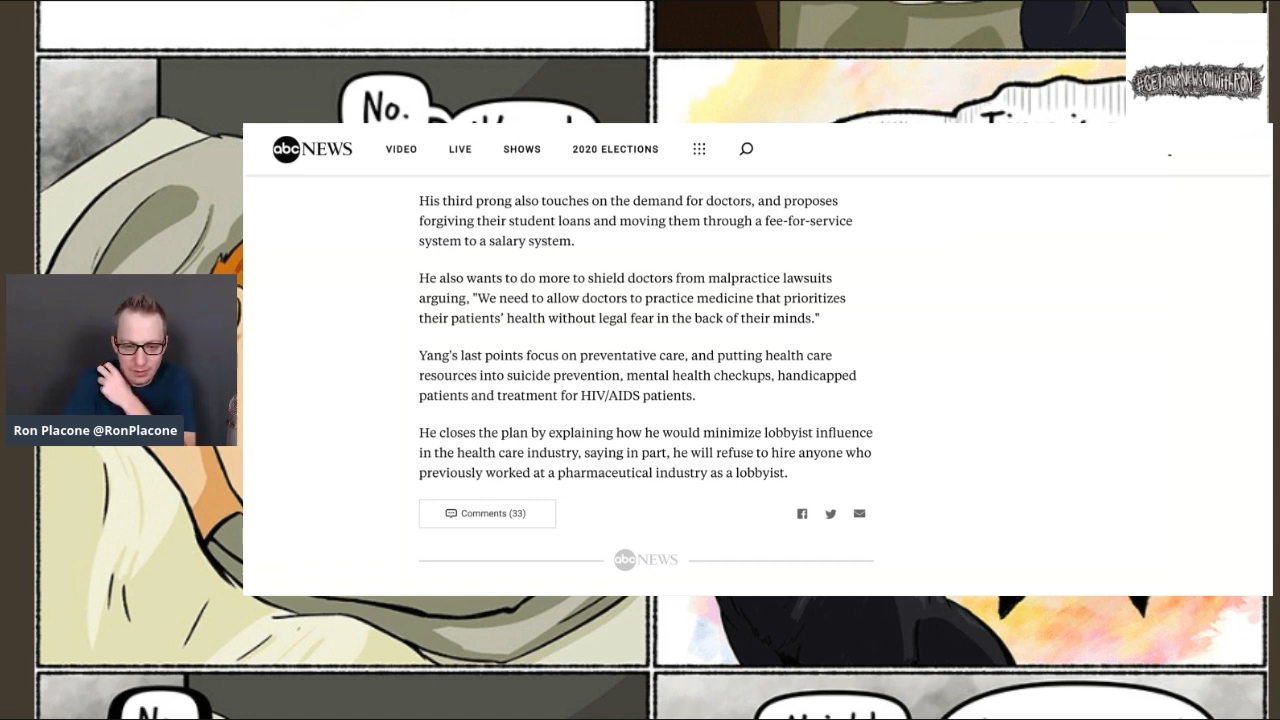 No.
#GETYOURNEWSONWITHRON
abc NEWS
VIDEO
LIVE
SHOWS
2020 ELECTIONS
His third prong also touches on the demand for doctors, and proposes
forgiving their student loans and moving them through a fee-for-service
system to a salary system.
He also wants to do more to shield doctors from malpractice lawsuits
arguing, "We need to allow doctors to practice medicine that prioritizes
their patients’ health without legal fear in the back of their minds."
Yang's last points focus on preventative care, and putting health care
resources into suicide prevention, mental health checkups, handicapped
patients and treatment for HIV/AIDS patients.
Ron Placone @RonPlacone
He closes the plan by explaining how he would minimize lobbyist influence
in the health care industry, saying in part, he will refuse to hire anyone who
previously worked at a pharmaceutical industry as a lobbyist.
Comments (33)
abc NEWS